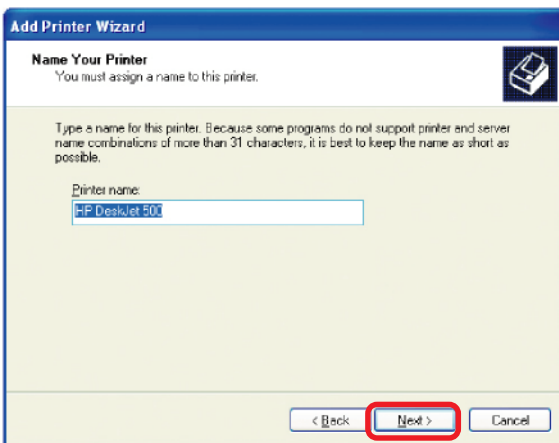 Add Printer Wizard
Name Your Printer
You must assign a name to this printer.
Type a name for this printer. Because some programs do not support printer and server
name combinations of more than 31 characters, it is best to keep the name as short as
possible.
Printer name:
HP DeskJet 500
< Back Next > Cancel